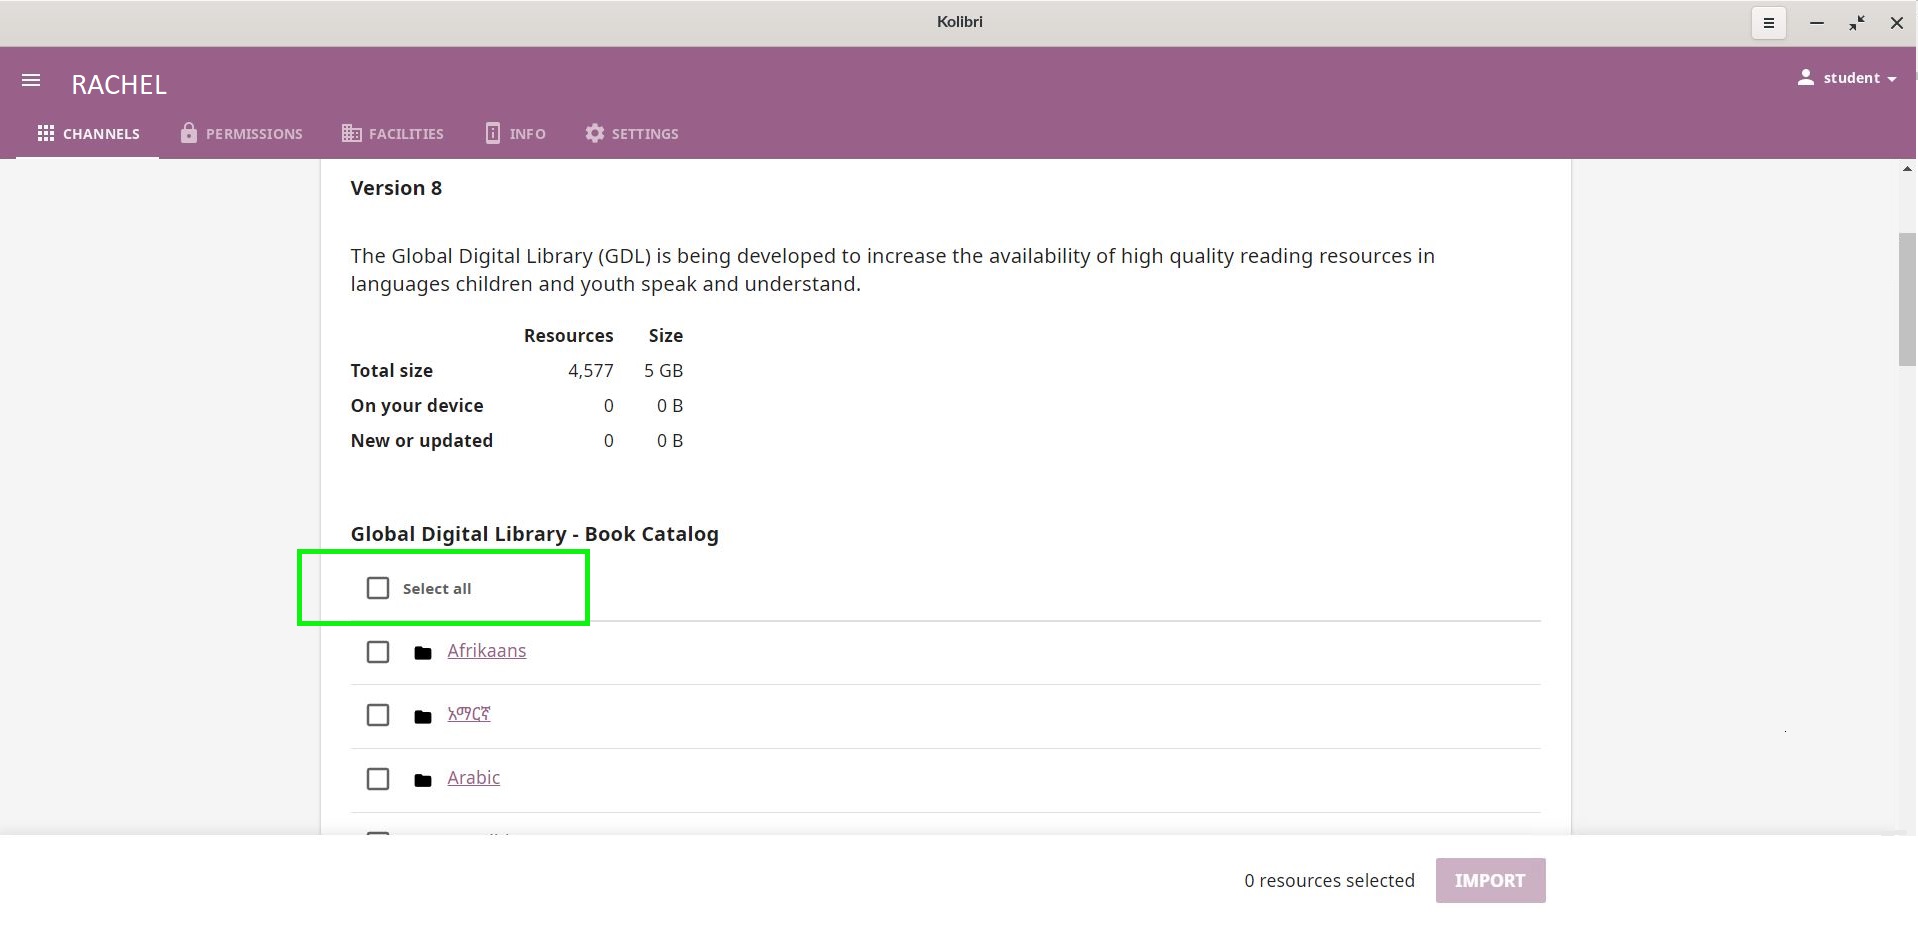 Kolibri
RACHEL
student
CHANNELS PERMISSIONS FACILITIES INFO SETTINGS
Version 8
The Global Digital Library (GDL) is being developed to increase the availability of high quality reading resources in
languages children and youth speak and understand.
Resources Size
Total size 4,577 5 GB
On your device 0 0 B
New or updated 0 0 B
Global Digital Library - Book Catalog
Select all
Afrikaans
አማርኛ
Arabic
0 resources selected IMPORT